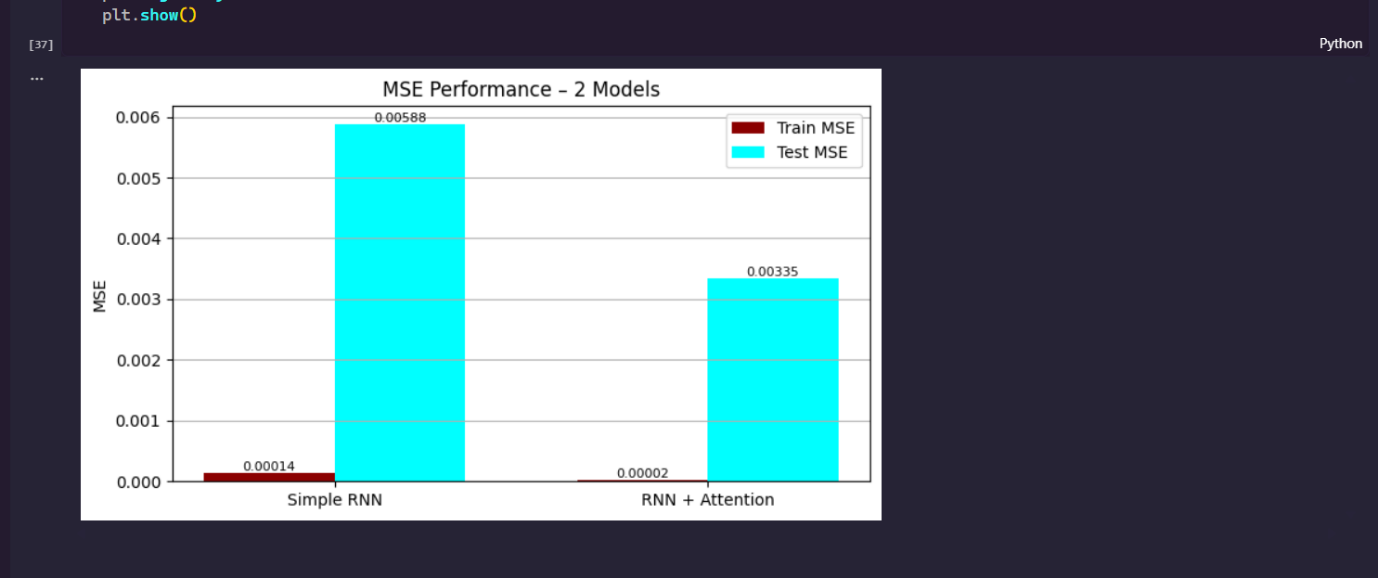 plt.show()
[37]
Python
...
MSE Performance – 2 Models
0.006
0.005
0.004
0.003
0.002
0.001
0.000
MSE
0.00588
0.00335
0.00014
0.00002
Train MSE
Test MSE
Simple RNN
RNN + Attention